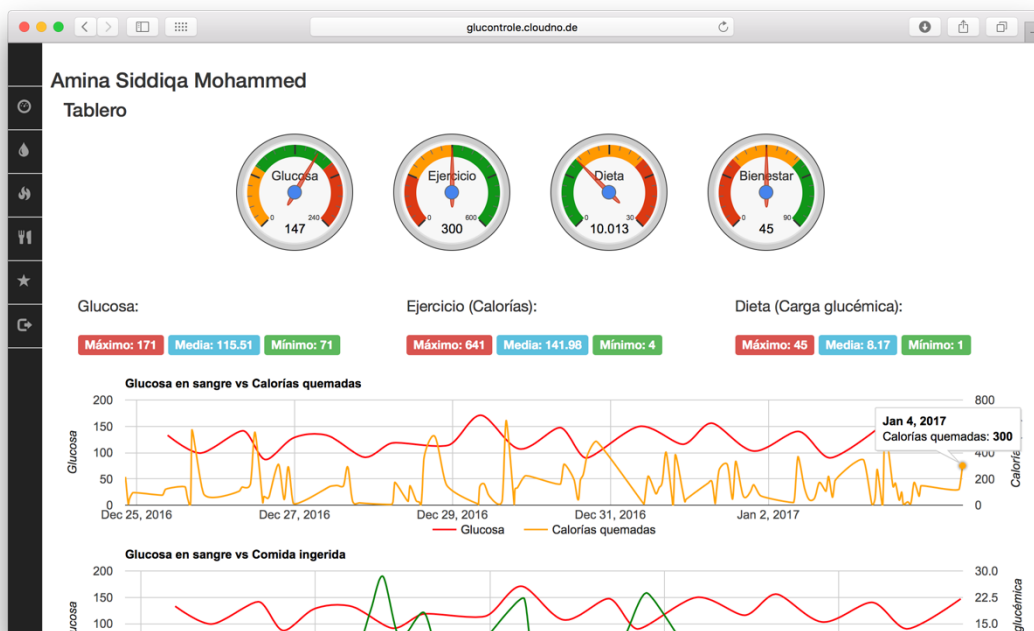 glucontrole.cloudno.de
Amina Siddiqa Mohammed
Tablero
Glucosa Ejercicio Dieta Bienestar
0 240 0 600 0 30 0 90
147 300 10.013 45
Glucosa: Ejercicio (Calorías): Dieta (Carga glucémica):
Máximo: 171 Media: 115.51 Mínimo: 71 Máximo: 641 Media: 141.98 Mínimo: 4 Máximo: 45 Media: 8.17 Mínimo: 1
Glucosa en sangre vs Calorías quemadas
200 800
Jan 4, 2017
150
Calorías quemadas: 300
100 400
Glucosa
50 200
0 0
Dec 25, 2016 Dec 27, 2016 Dec 29, 2016 Dec 31, 2016 Jan 2, 2017
Glucosa Calorías quemadas
Glucosa en sangre vs Comida ingerida
200 30.0
150 22.5
100 15.0